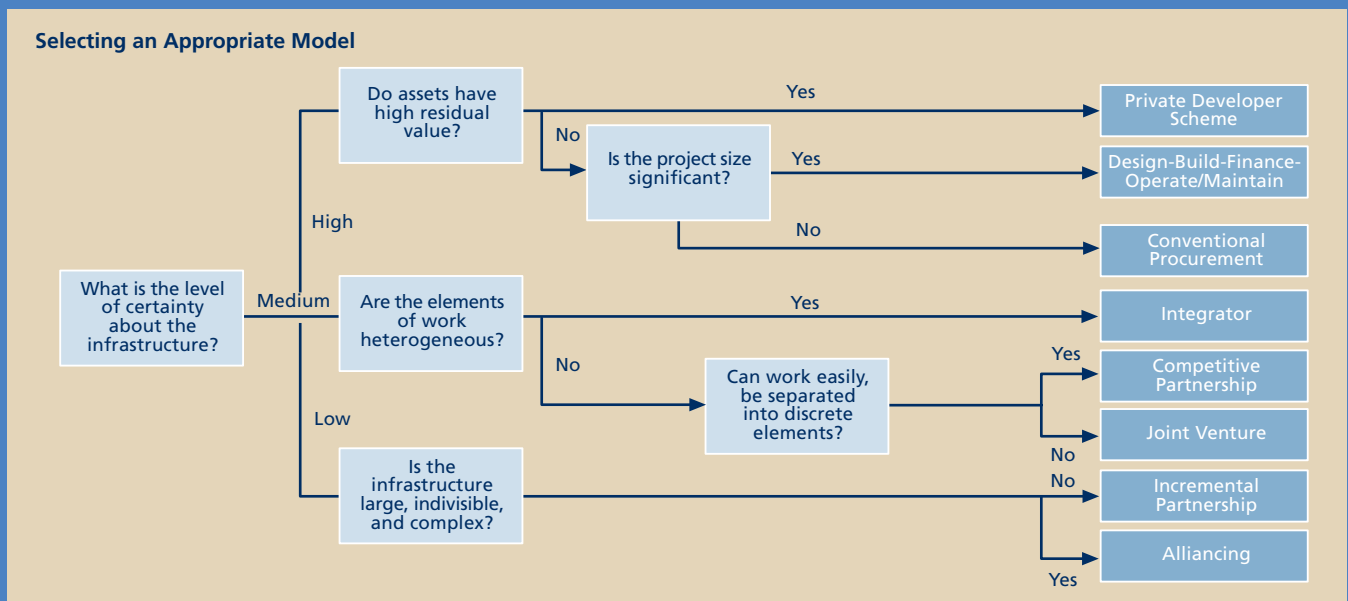 Selecting an Appropriate Model
Do assets have
high residual
value?
Yes
Private Developer
Scheme
No
Is the project size
significant?
Yes
Design-Build-Finance-
Operate/Maintain
No
Conventional
Procurement
High
What is the level
of certainty
about the
infrastructure?
Medium
Are the elements
of work
heterogeneous?
Yes
Integrator
No
Can work easily,
be separated
into discrete
elements?
Yes
Competitive
Partnership
Joint Venture
No
Low
Is the
infrastructure
large, indivisible,
and complex?
No
Incremental
Partnership
Alliancing
Yes